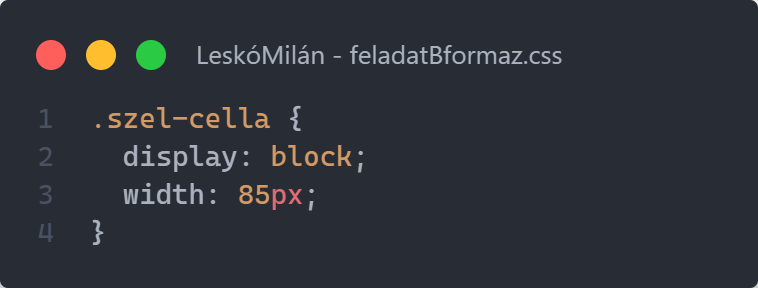 LeskóMilán - feladatBformaz.css
1 .szel-cella {
2   display: block;
3   width: 85px;
4 }